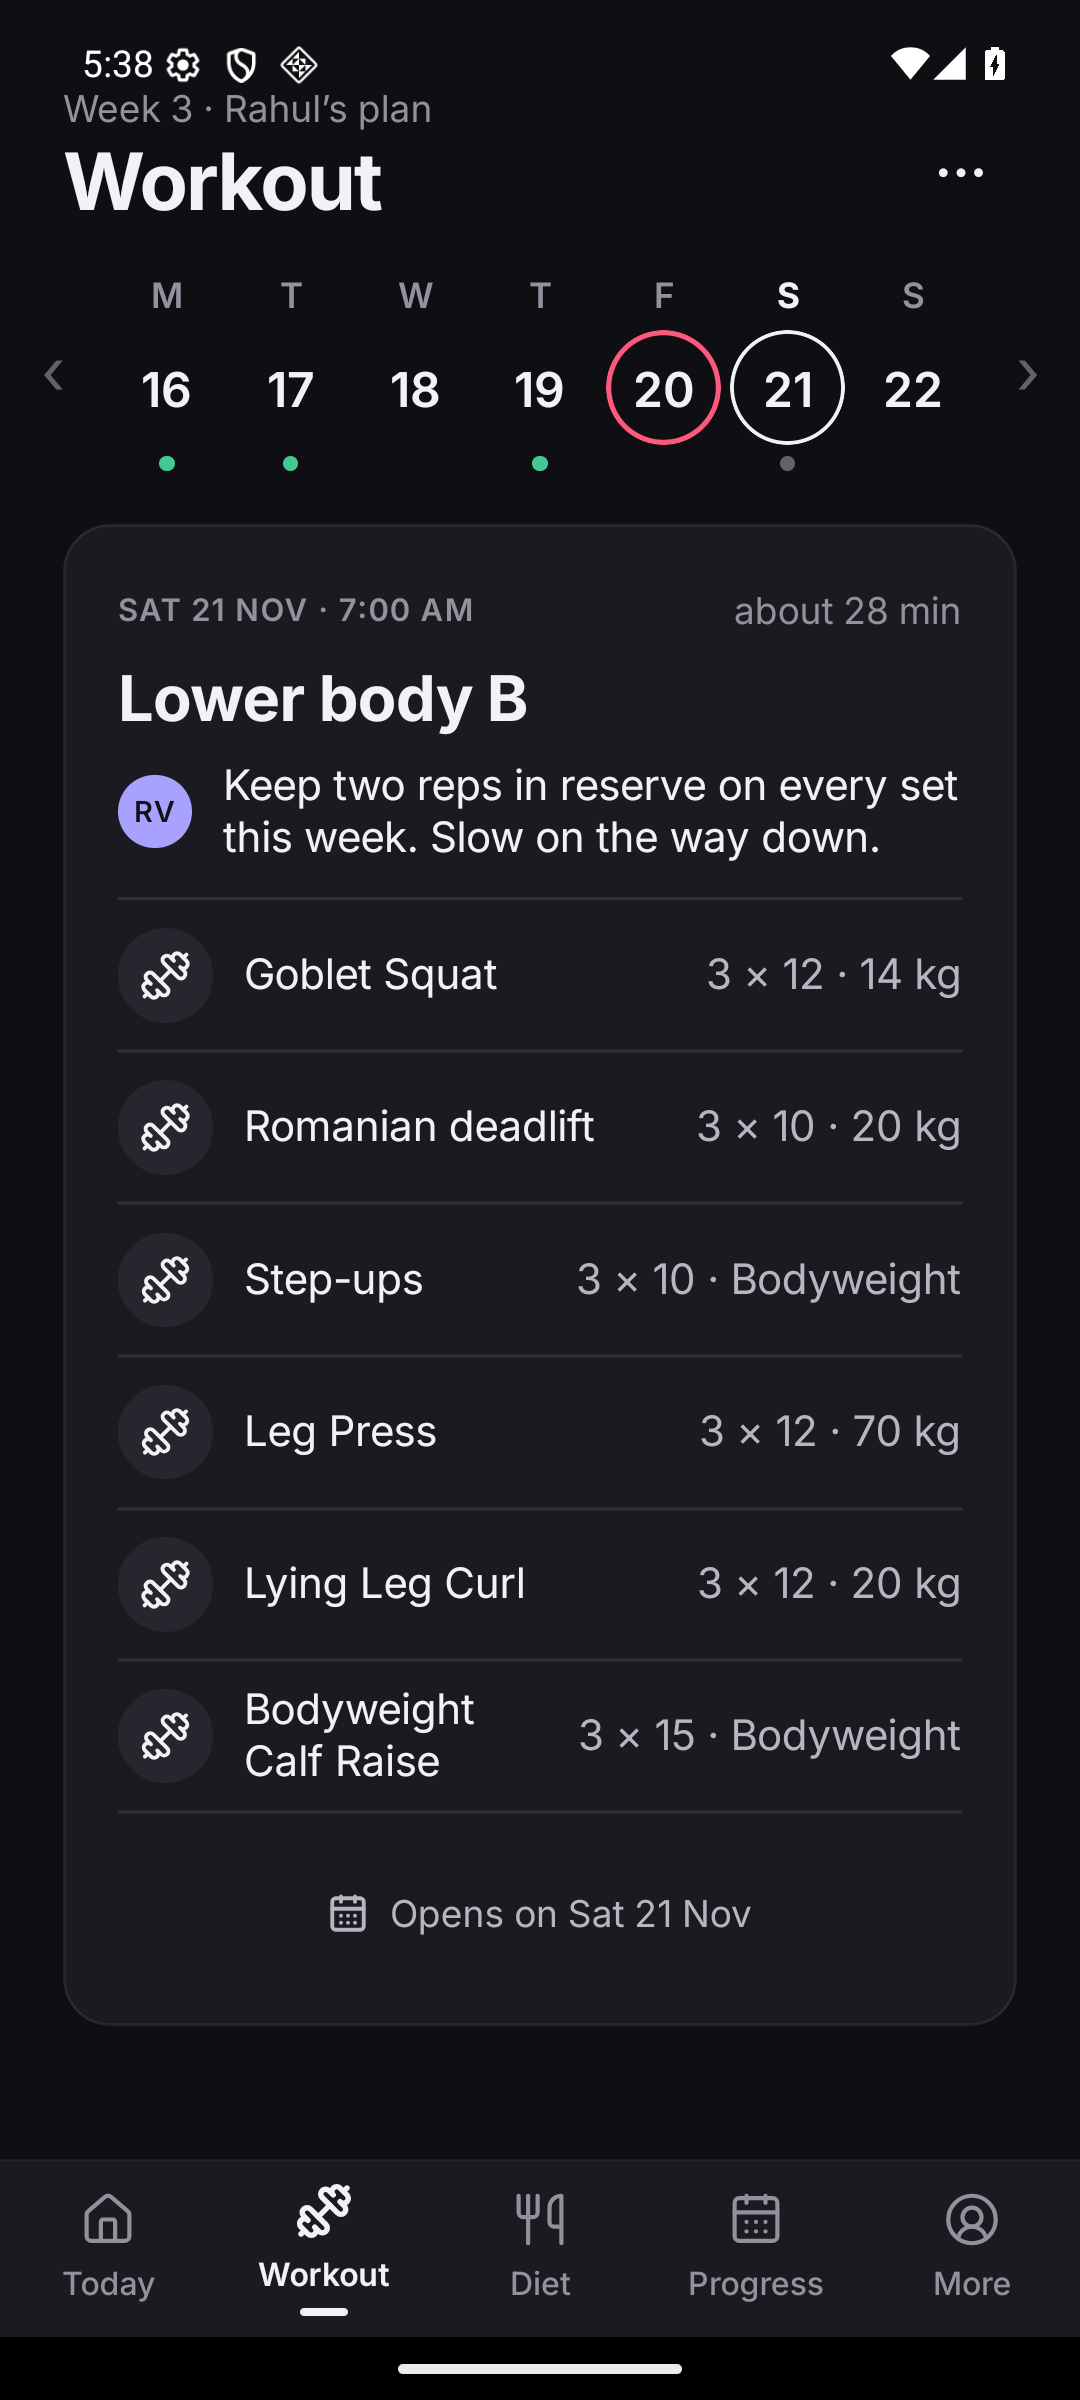 5:38
Week 3 · Rahul’s plan
Workout
M T W T F S S
16 17 18 19 20 21 22
SAT 21 NOV · 7:00 AM about 28 min
Lower body B
RV
Keep two reps in reserve on every set
this week. Slow on the way down.
Goblet Squat 3 × 12 · 14 kg
Romanian deadlift 3 × 10 · 20 kg
Step-ups 3 × 10 · Bodyweight
Leg Press 3 × 12 · 70 kg
Lying Leg Curl 3 × 12 · 20 kg
Bodyweight
Calf Raise 3 × 15 · Bodyweight
Opens on Sat 21 Nov
Today Workout Diet Progress More